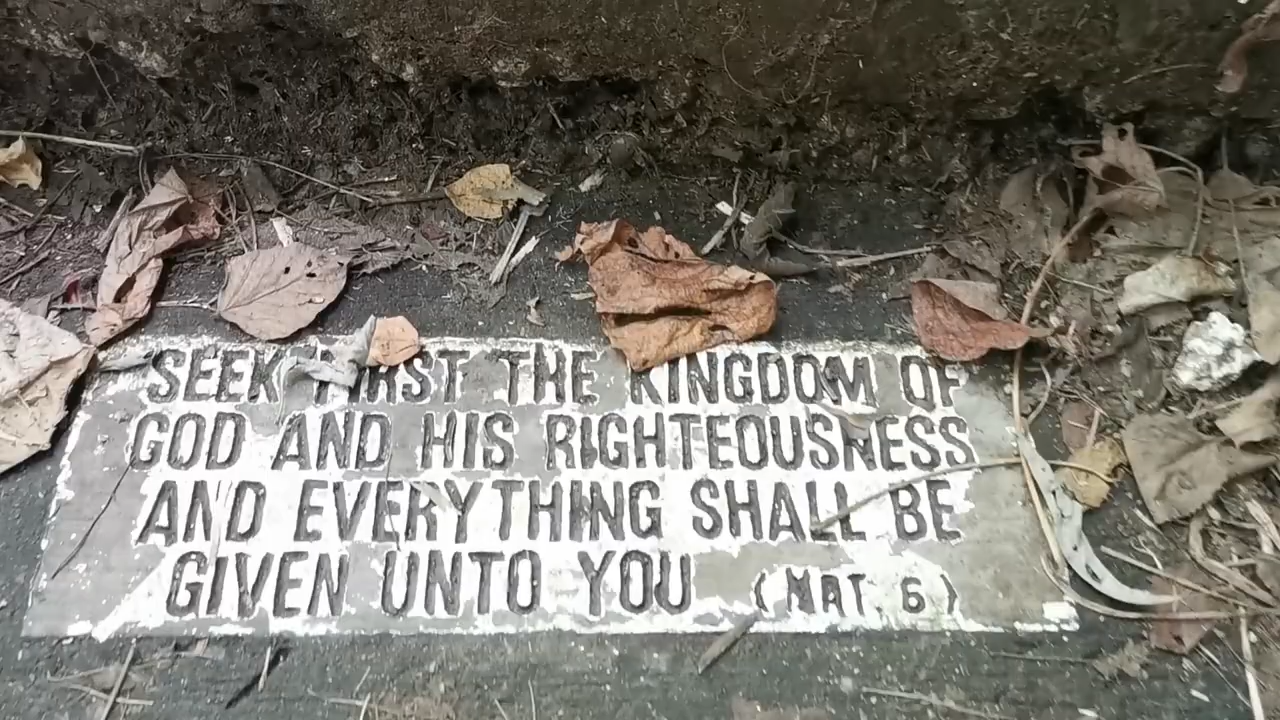 SEEK FIRST THE KINGDOM OF
GOD AND HIS RIGHTEOUSNESS
AND EVERYTHING SHALL BE
GIVEN UNTO YOU (MAT. 6)